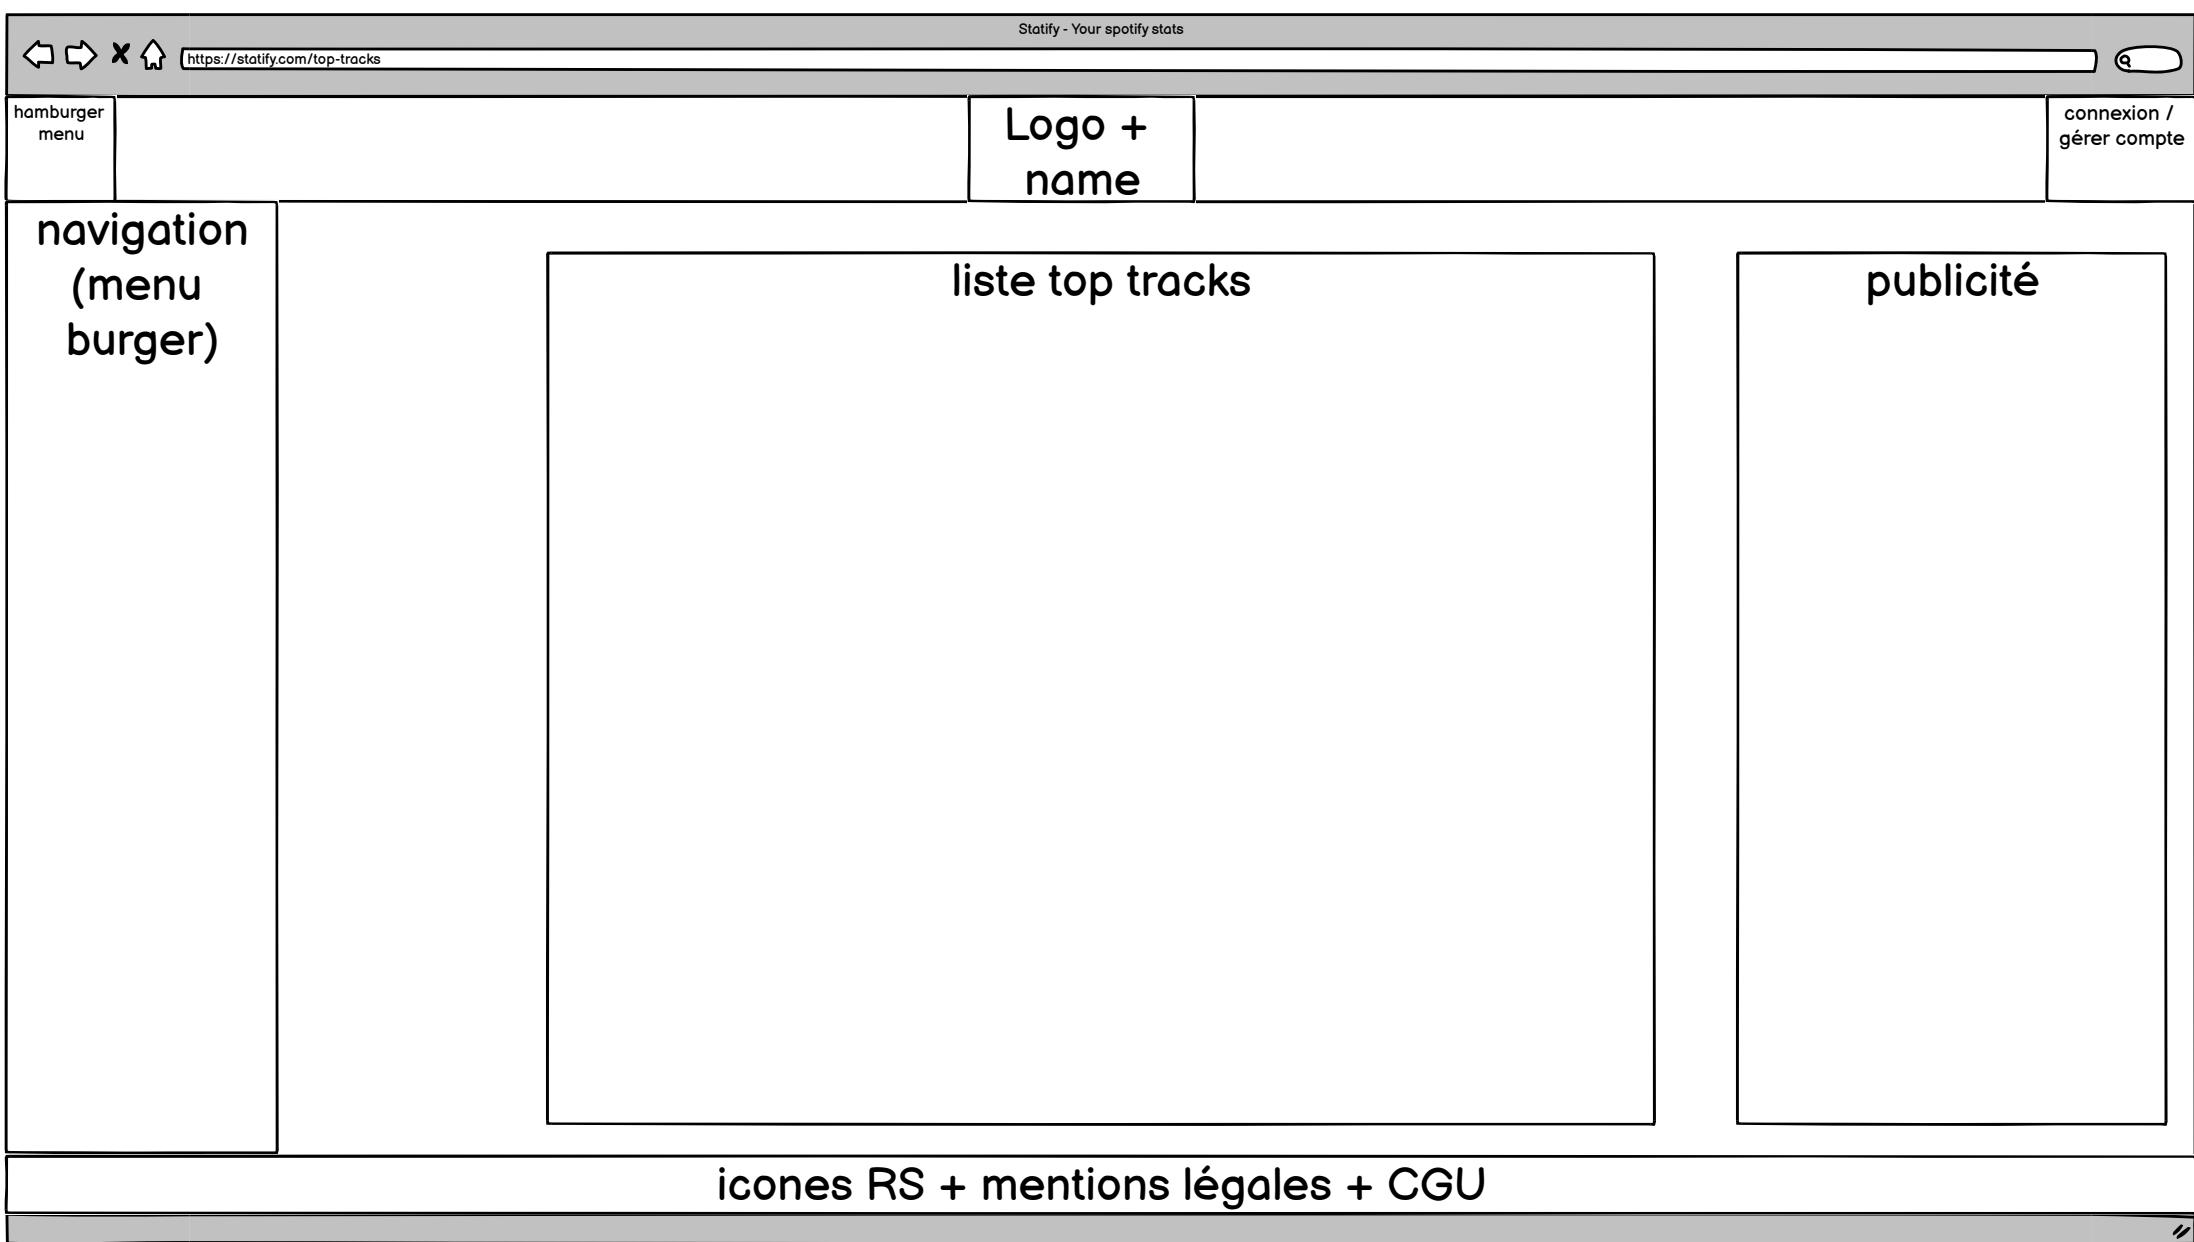 Statify - Your spotify stats
https://statify.com/top-tracks
hamburger
menu
Logo +
name
connexion /
gérer compte
navigation
(menu
burger)
liste top tracks
publicité
icones RS + mentions légales + CGU